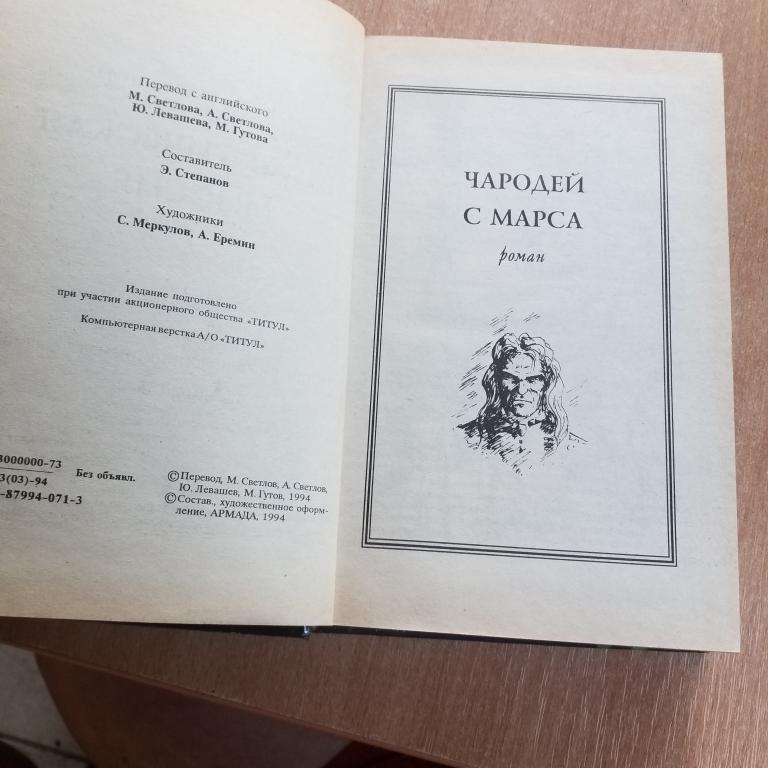 Перевод с английского
М. Светлова, А. Светлова,
Ю. Левашева, М. Гутова
Составитель
Э. Степанов
Художники
С. Меркулов, А. Еремин
Издание подготовлено
при участии акционерного общества «ТИТУЛ»
Компьютерная верстка А/О «ТИТУЛ»
3000000-73
3(03)-94
Без объявл.
-87994-071-3
©Перевод, М. Светлов, А. Светлов,
Ю. Левашев, М. Гутов, 1994
©Состав., художественное оформ-
ление, АРМАДА, 1994
ЧАРОДЕЙ
С МАРСА
роман